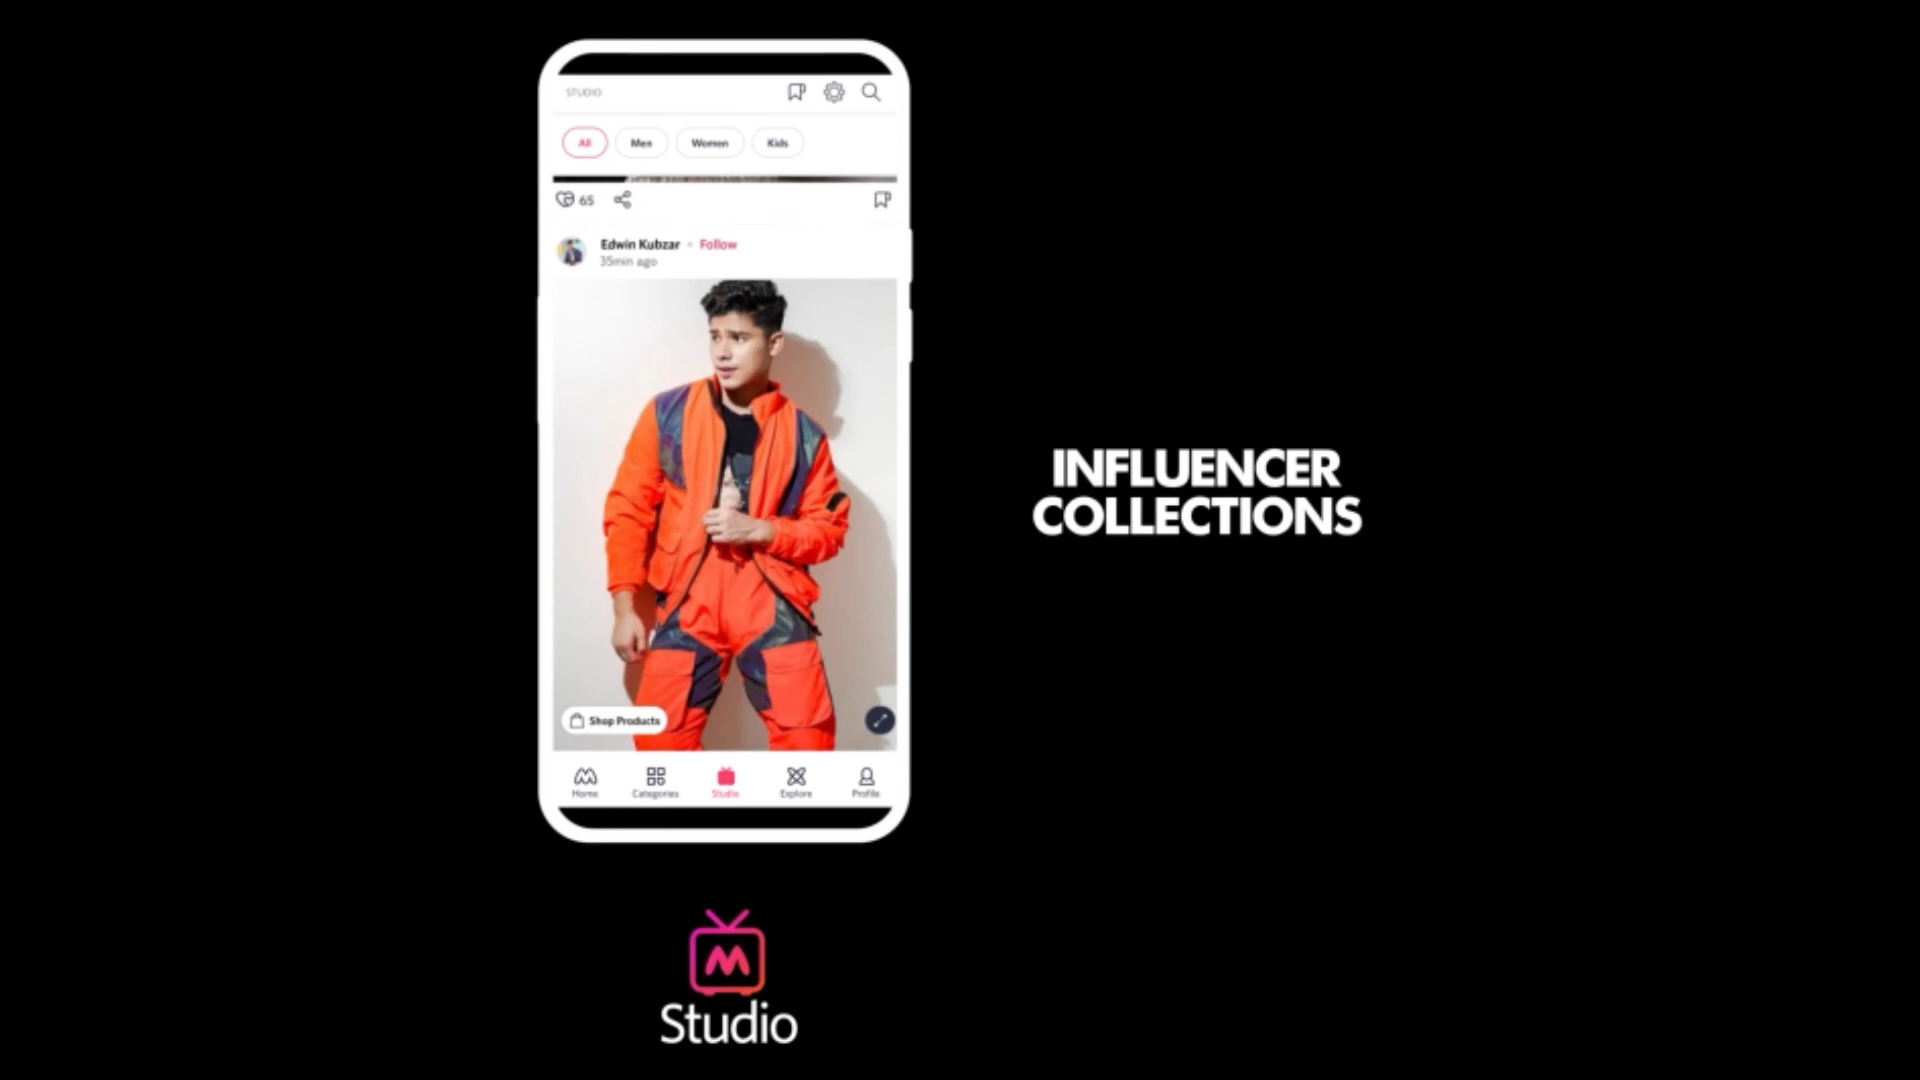 STUDIO
All Men Women Kids
65
Edwin Kubzar • Follow
35min ago
Shop Products
Home Categories Studio Explore Profile
INFLUENCER
COLLECTIONS
M
Studio